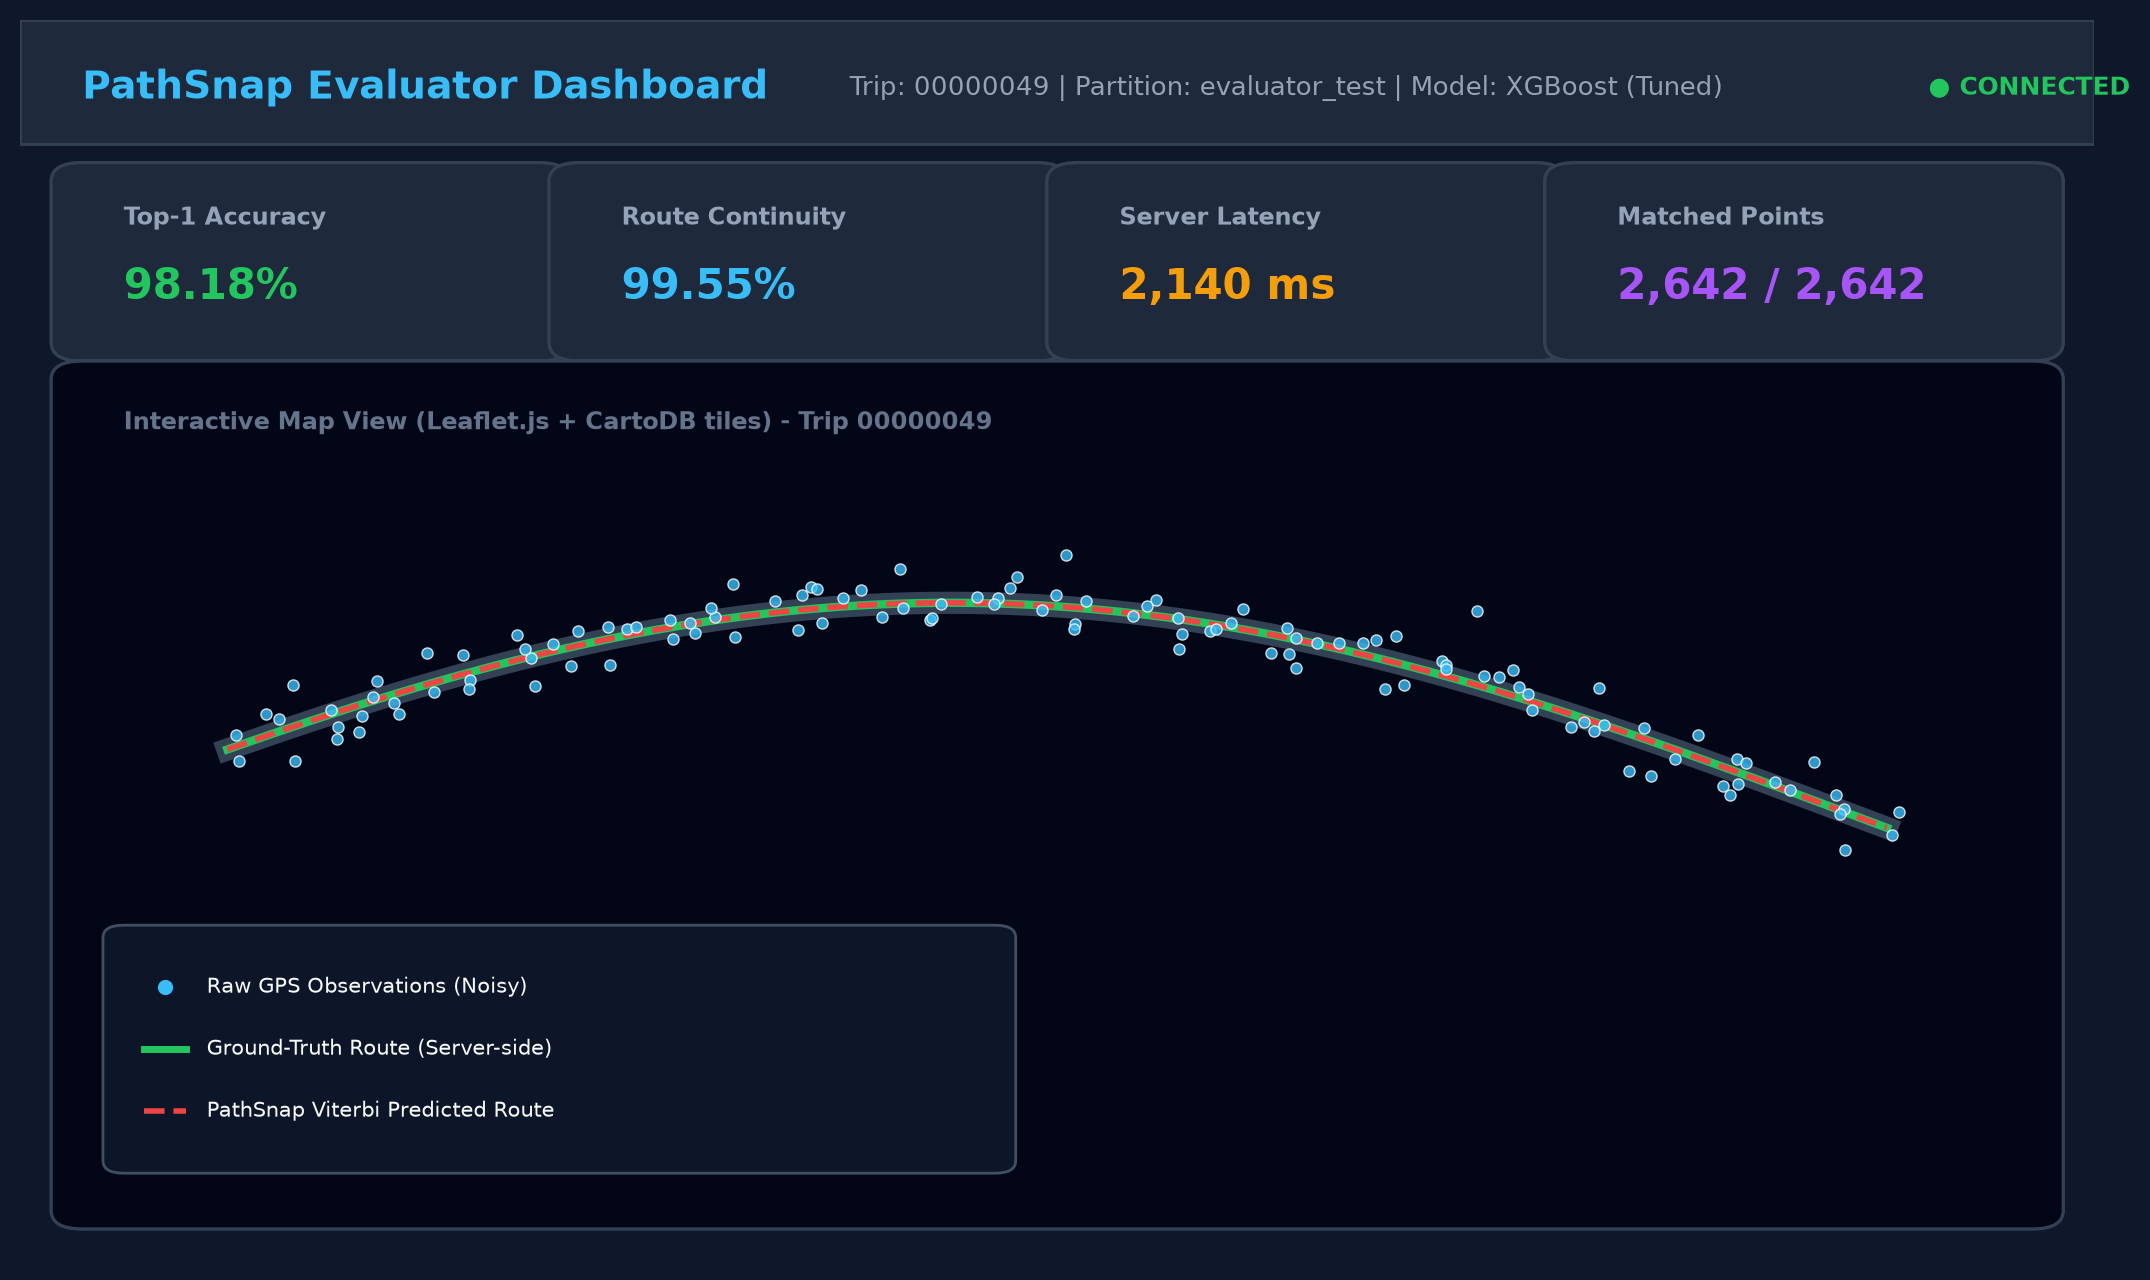 PathSnap Evaluator Dashboard
Trip: 00000049 | Partition: evaluator_test | Model: XGBoost (Tuned)
● CONNECTED
Top-1 Accuracy
98.18%
Route Continuity
99.55%
Server Latency
2,140 ms
Matched Points
2,642 / 2,642
Interactive Map View (Leaflet.js + CartoDB tiles) - Trip 00000049
Raw GPS Observations (Noisy)
Ground-Truth Route (Server-side)
PathSnap Viterbi Predicted Route